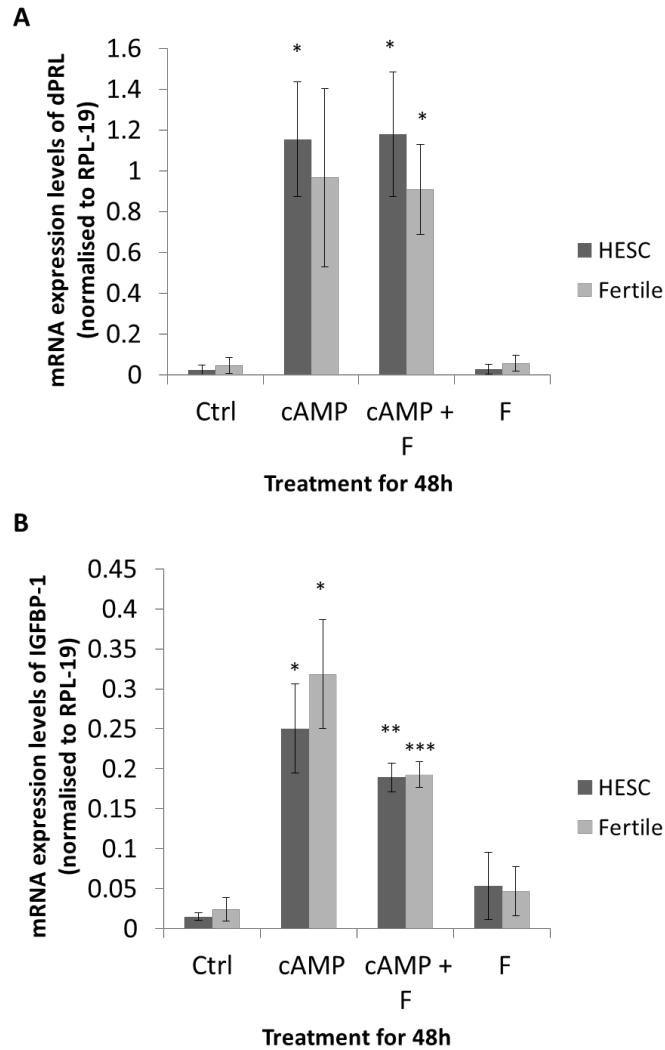 A
mRNA expression levels of dPRL
(normalised to RPL-19)
1.6
1.4
1.2
1
0.8
0.6
0.4
0.2
0
*
*
*
Ctrl
cAMP
cAMP +
F
F
Treatment for 48h
HESC
Fertile
B
mRNA expression levels of IGFBP-1
(normalised to RPL-19)
0.45
0.4
0.35
0.3
0.25
0.2
0.15
0.1
0.05
0
*
*
**
***
Ctrl
cAMP
cAMP +
F
F
Treatment for 48h
HESC
Fertile